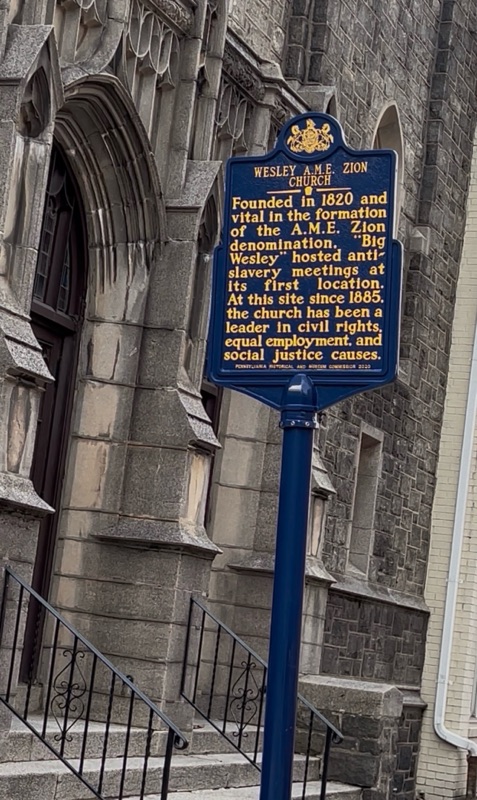 WESLEY A.M.E. ZION
CHURCH
Founded in 1820 and
vital in the formation
of the A.M.E. Zion
denomination. "Big
Wesley" hosted anti-
slavery meetings at
its first location.
At this site since 1885,
the church has been a
leader in civil rights,
equal employment, and
social justice causes.
PENNSYLVANIA HISTORICAL AND MUSEUM COMMISSION 2020